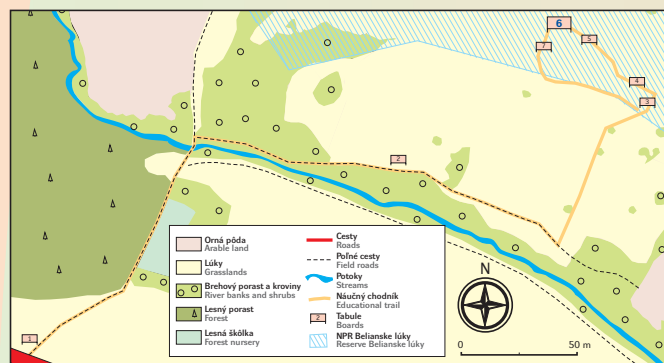 6
7
5
4
3
2
1
Orná pôda
Arable land
Lúky
Grasslands
Brehový porast a kroviny
River banks and shrubs
Lesný porast
Forest
Lesná škôlka
Forest nursery
Cesty
Roads
Poľné cesty
Field roads
Potoky
Streams
Náučný chodník
Educational trail
2
Tabule
Boards
NPR Belianske lúky
Reserve Belianske lúky
N
0 50 m